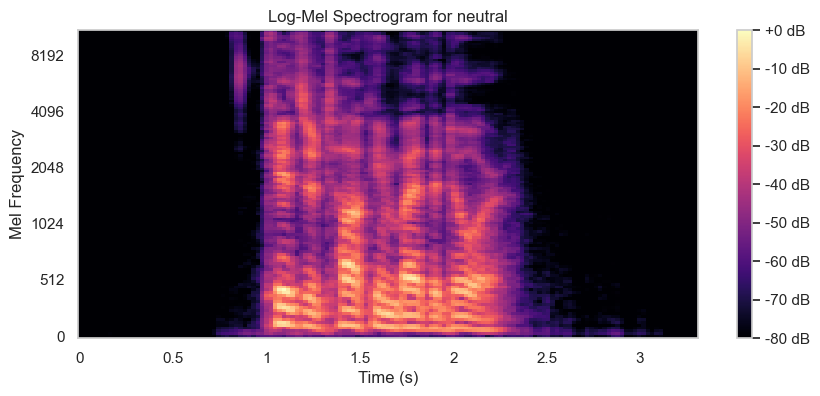 Log-Mel Spectrogram for neutral
Mel Frequency
8192
4096
2048
1024
512
0
0 0.5 1 1.5 2 2.5 3
Time (s)
+0 dB
-10 dB
-20 dB
-30 dB
-40 dB
-50 dB
-60 dB
-70 dB
-80 dB